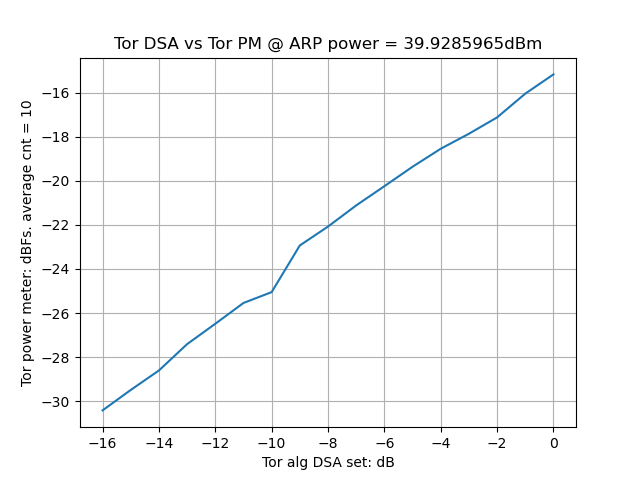 Tor DSA vs Tor PM @ ARP power = 39.9285965dBm
Tor power meter: dBFs. average cnt = 10
−16
−18
−20
−22
−24
−26
−28
−30
−16 −14 −12 −10 −8 −6 −4 −2 0
Tor alg DSA set: dB